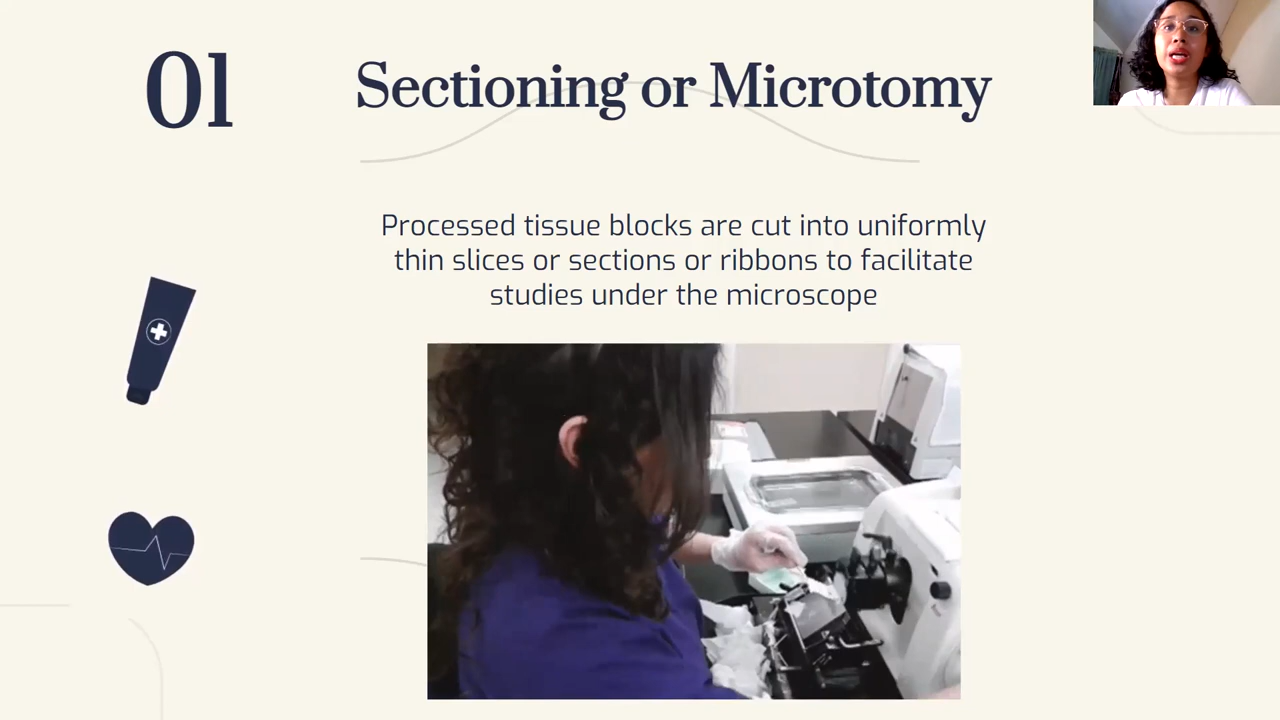 01
Sectioning or Microtomy
Processed tissue blocks are cut into uniformly
thin slices or sections or ribbons to facilitate
studies under the microscope